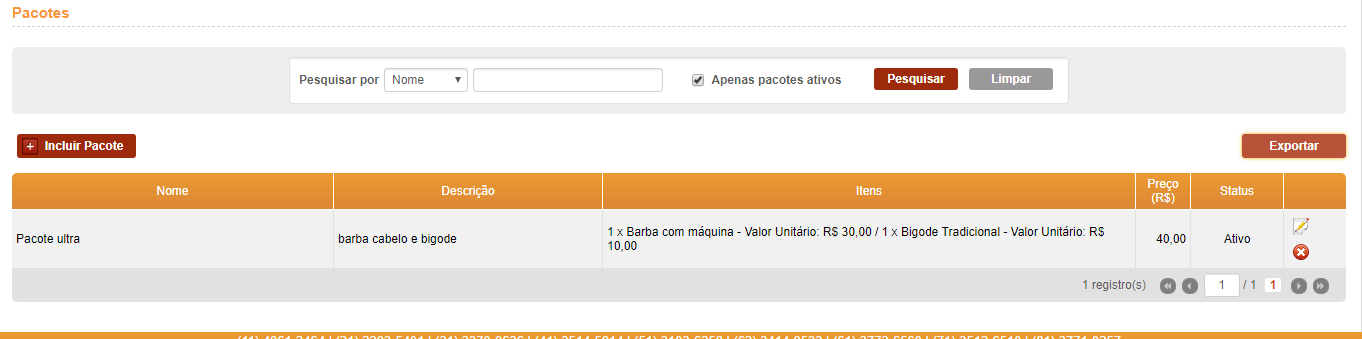 Pacotes
Pesquisar por Nome Apenas pacotes ativos Pesquisar Limpar
+ Incluir Pacote Exportar
Nome Descrição Itens Preço (R$) Status
Pacote ultra barba cabelo e bigode 1 x Barba com máquina - Valor Unitário: R$ 30,00 / 1 x Bigode Tradicional - Valor Unitário: R$ 10,00 40,00 Ativo
1 registro(s) 1 / 1 1